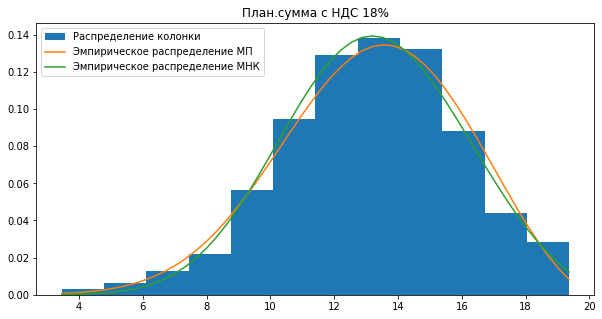 План.сумма с НДС 18%
Распределение колонки
Эмпирическое распределение МП
Эмпирическое распределение МНК
0.14
0.12
0.10
0.08
0.06
0.04
0.02
0.00
4 6 8 10 12 14 16 18 20